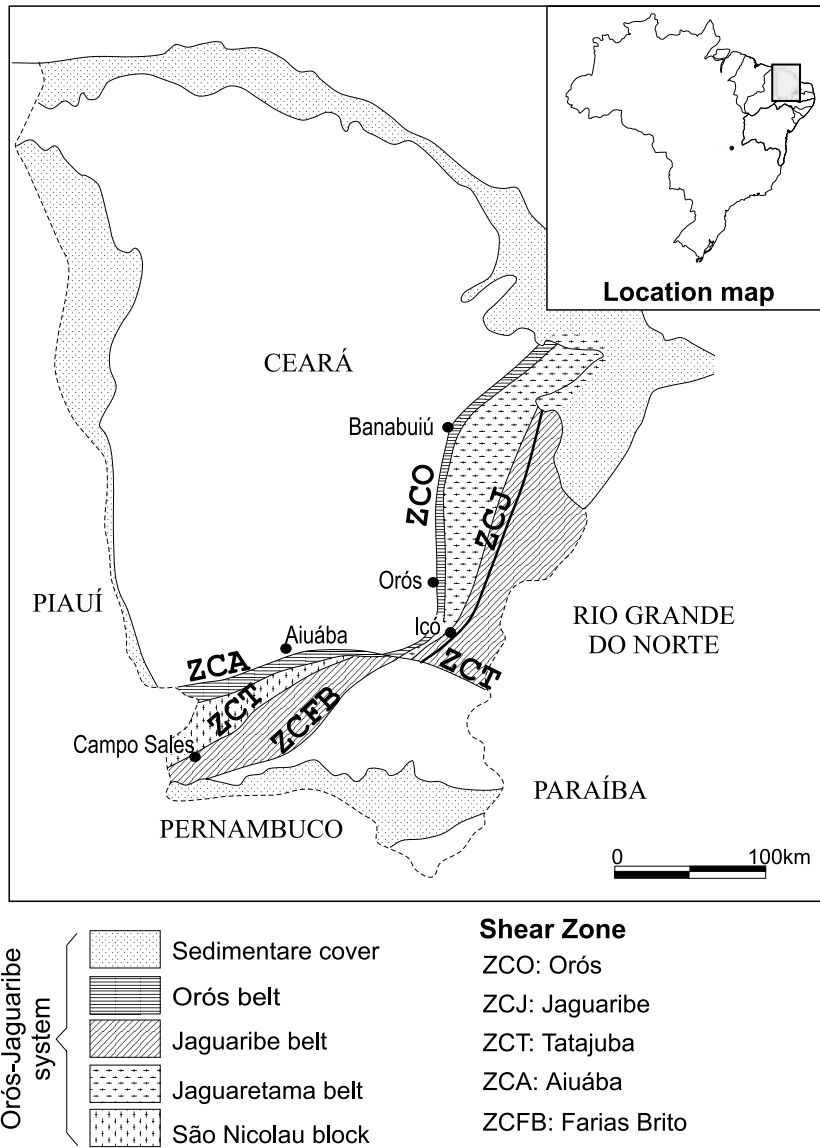 Location map
CEARÁ
Banabuiú
ZCO
ZCJ
Orós
Icó
PIAUÍ
RIO GRANDE
DO NORTE
Aiuába
ZCA
ZCT
ZCT
ZCFB
Campo Sales
PARAÍBA
PERNAMBUCO
0 100km
Orós-Jaguaribe
system
Sedimentare cover
Orós belt
Jaguaribe belt
Jaguaretama belt
São Nicolau block
Shear Zone
ZCO: Orós
ZCJ: Jaguaribe
ZCT: Tatajuba
ZCA: Aiuába
ZCFB: Farias Brito